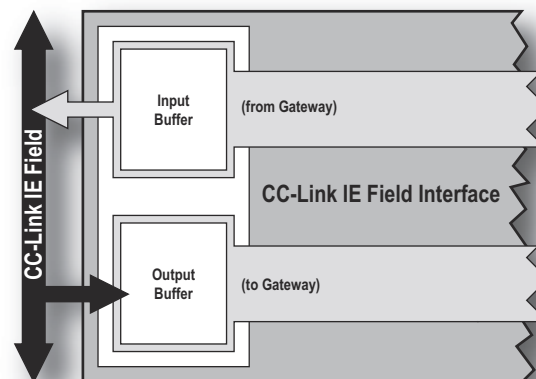 CC-Link IE Field
Input
Buffer
(from Gateway)
CC-Link IE Field Interface
Output
Buffer
(to Gateway)